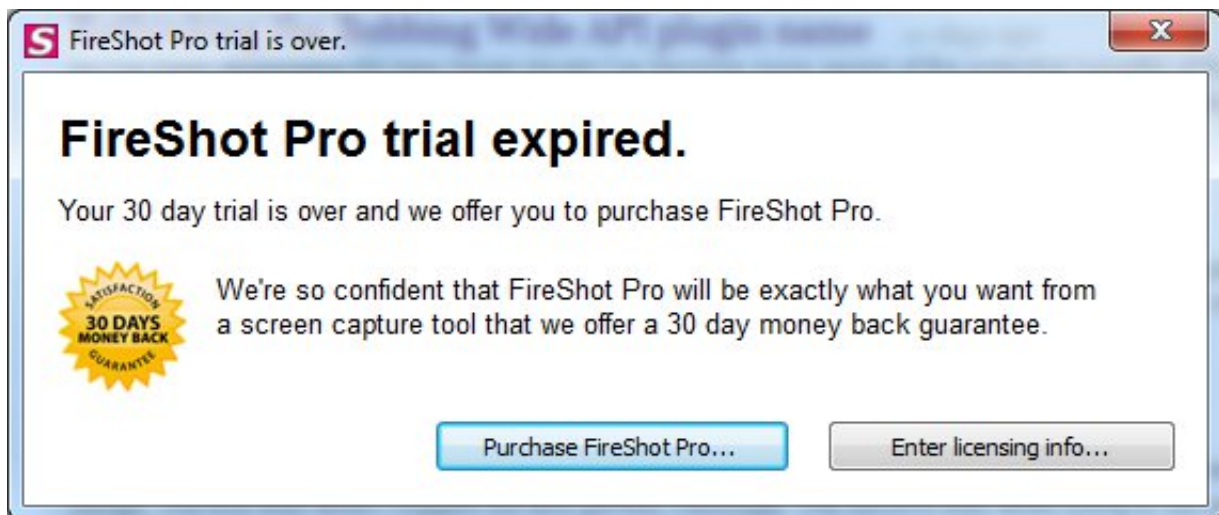 S FireShot Pro trial is over.
FireShot Pro trial expired.
Your 30 day trial is over and we offer you to purchase FireShot Pro.
SATISFACTION
30 DAYS
MONEY BACK
GUARANTEE
We're so confident that FireShot Pro will be exactly what you want from
a screen capture tool that we offer a 30 day money back guarantee.
Purchase FireShot Pro...
Enter licensing info...